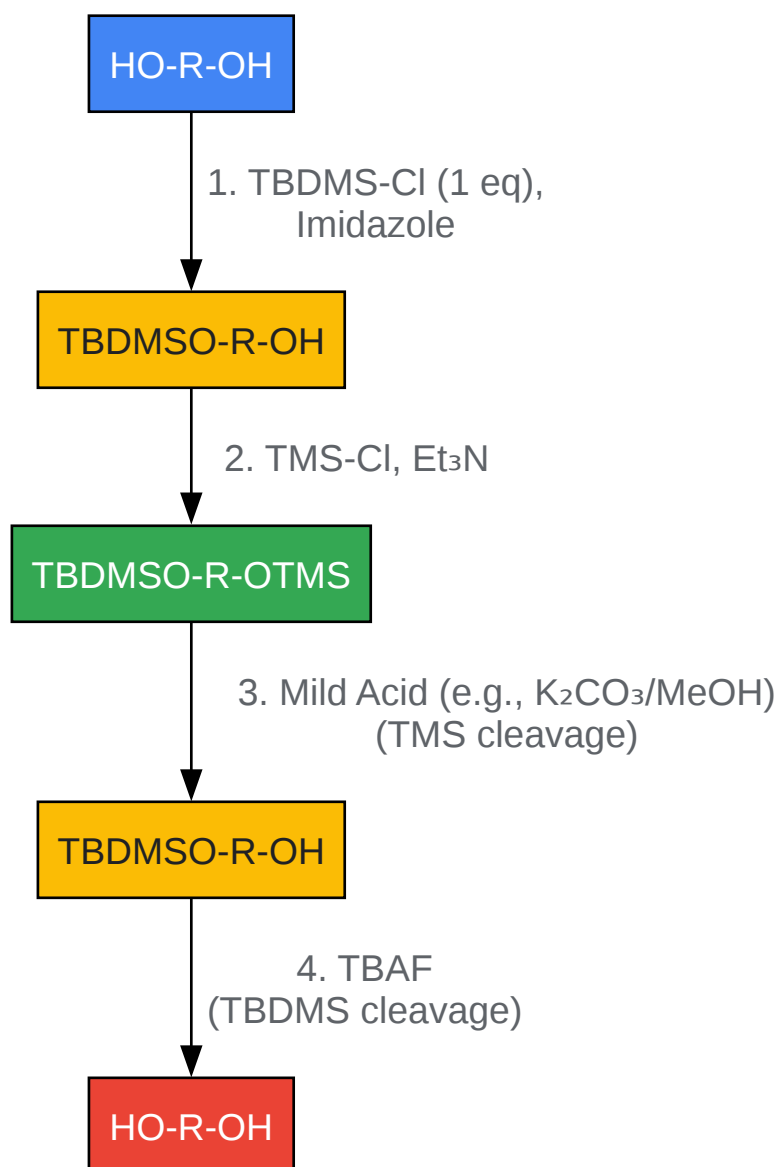 HO-R-OH
1. TBDMS-Cl (1 eq),
Imidazole
TBDMSO-R-OH
2. TMS-Cl, Et₃N
TBDMSO-R-OTMS
3. Mild Acid (e.g., K₂CO₃/MeOH)
(TMS cleavage)
TBDMSO-R-OH
4. TBAF
(TBDMS cleavage)
HO-R-OH